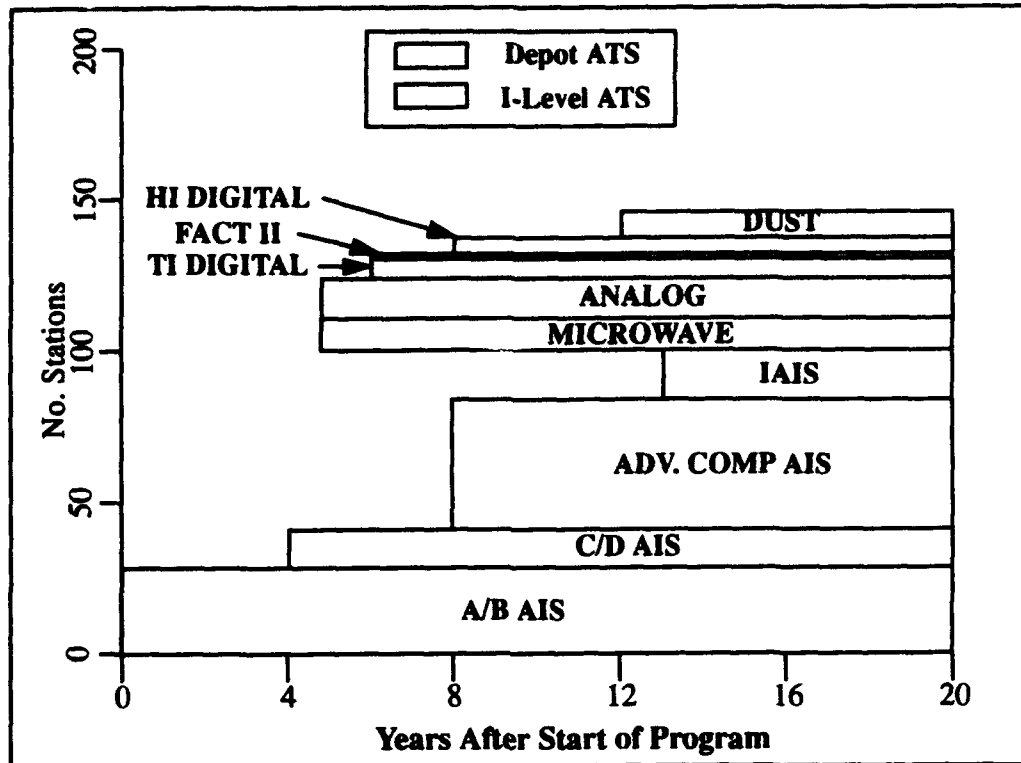 200
150
100
50
0
No. Stations
Depot ATS
I-Level ATS
HI DIGITAL
FACT II
TI DIGITAL
DUST
ANALOG
MICROWAVE
IAIS
ADV. COMP AIS
C/D AIS
A/B AIS
0 4 8 12 16 20
Years After Start of Program